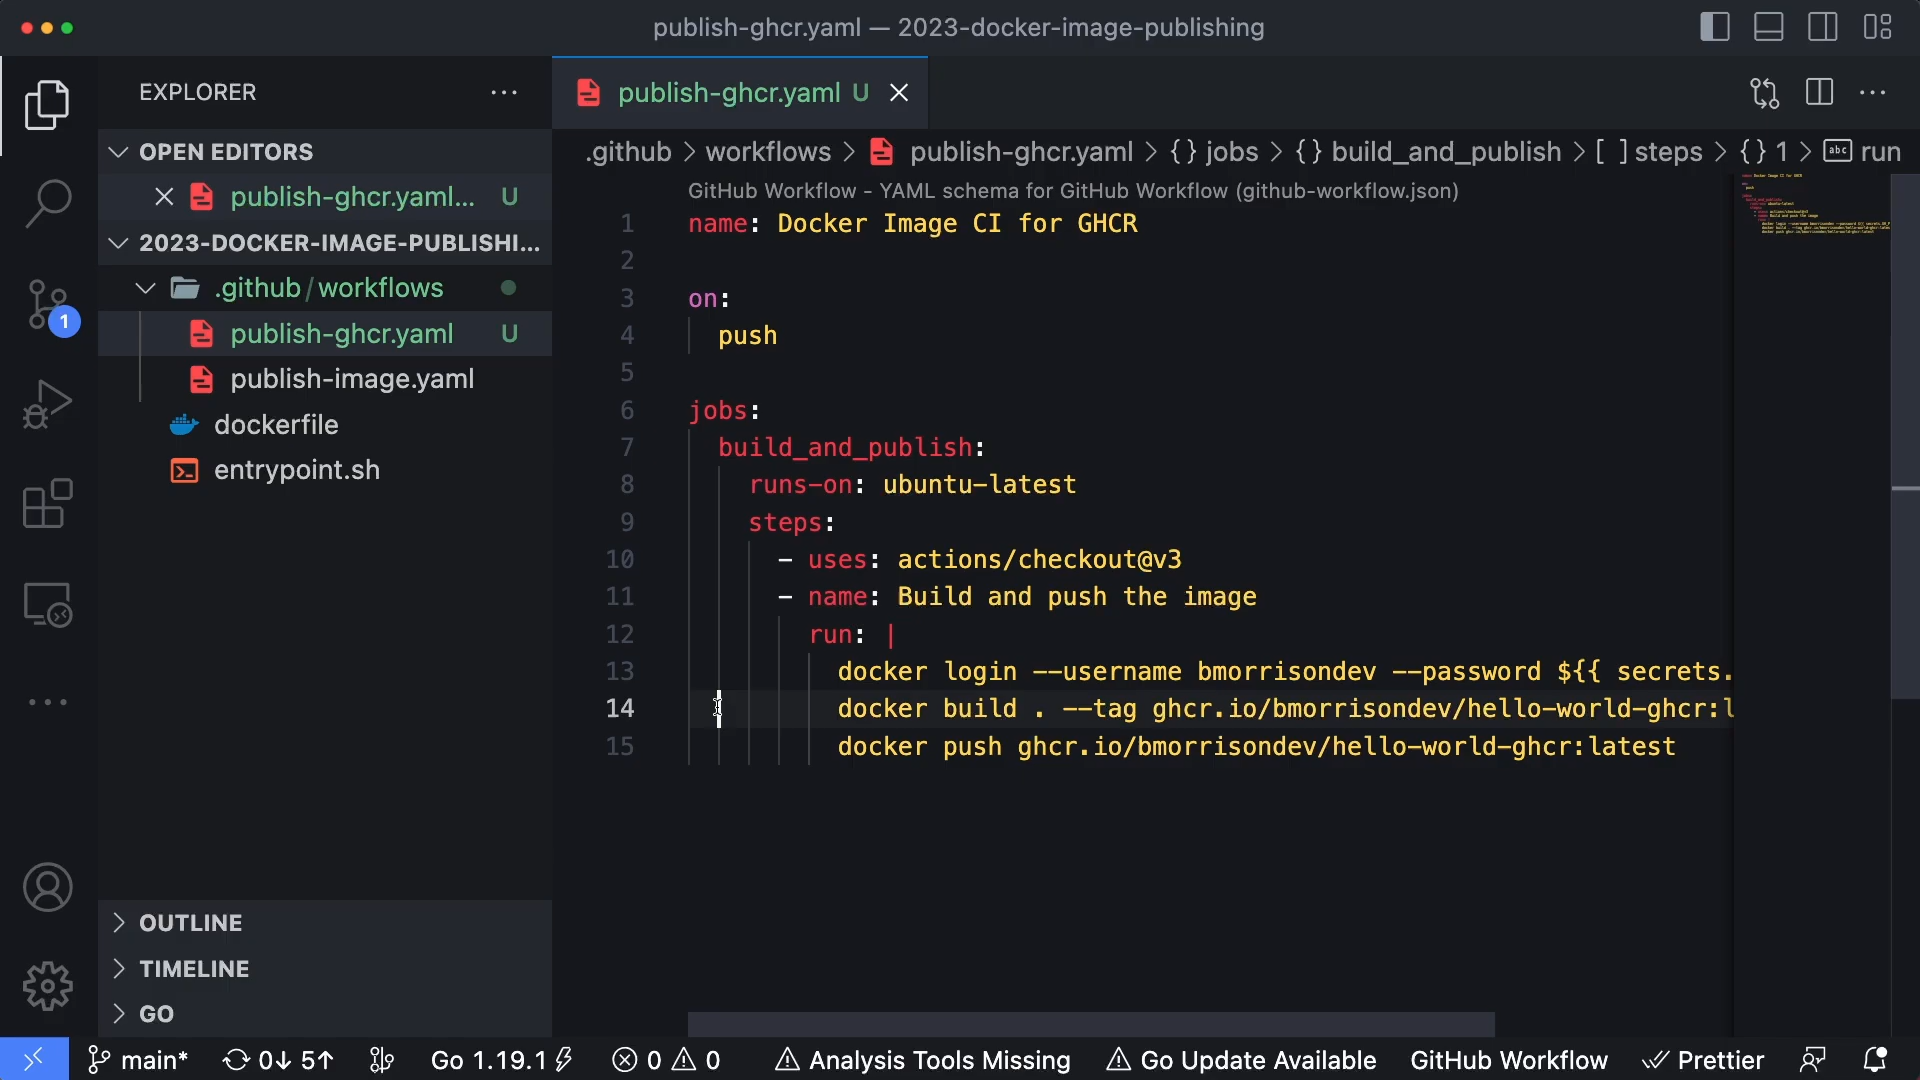 publish-ghcr.yaml — 2023-docker-image-publishing
EXPLORER
OPEN EDITORS
publish-ghcr.yaml... U
2023-DOCKER-IMAGE-PUBLISHI...
.github/workflows
publish-ghcr.yaml U
publish-image.yaml
dockerfile
entrypoint.sh
1
OUTLINE
TIMELINE
GO
publish-ghcr.yaml U
.github > workflows > publish-ghcr.yaml > {} jobs > {} build_and_publish > [ ] steps > {} 1 > abc run
GitHub Workflow - YAML schema for GitHub Workflow (github-workflow.json)
1 name: Docker Image CI for GHCR
2
3 on:
4 push
5
6 jobs:
7 build_and_publish:
8 runs-on: ubuntu-latest
9 steps:
10 - uses: actions/checkout@v3
11 - name: Build and push the image
12 run: |
13 docker login --username bmorrisondev --password ${{ secrets.
14 docker build . --tag ghcr.io/bmorrisondev/hello-world-ghcr:l
15 docker push ghcr.io/bmorrisondev/hello-world-ghcr:latest
main* 0↓ 5↑ Go 1.19.1 0 0 Analysis Tools Missing Go Update Available GitHub Workflow Prettier